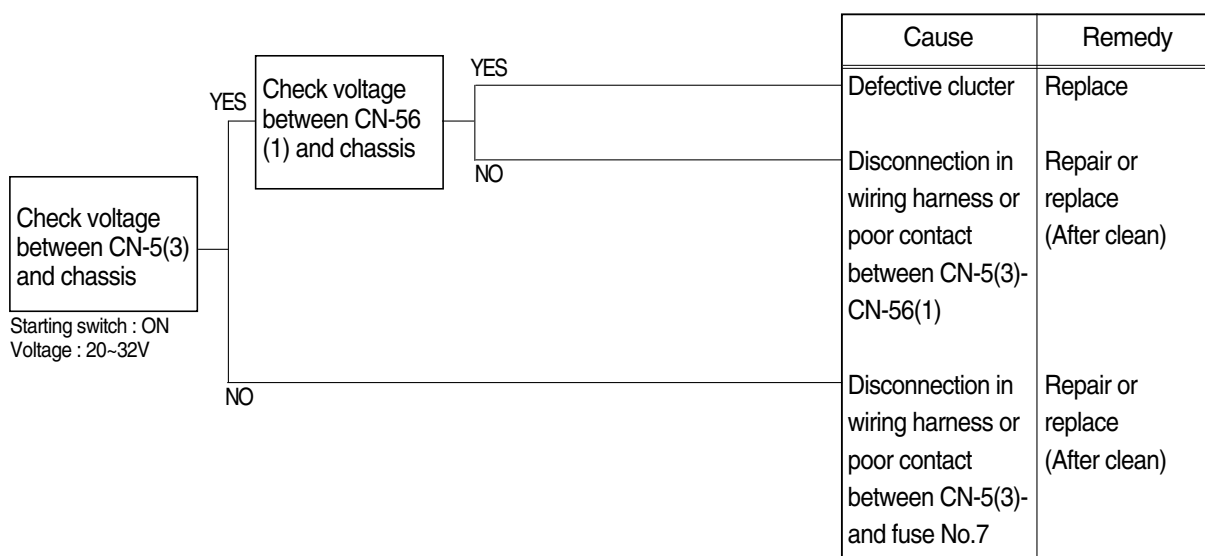 Check voltage
between CN-5(3)
and chassis
Starting switch : ON
Voltage : 20~32V
YES
NO
Check voltage
between CN-56
(1) and chassis
YES
NO
Cause
Remedy
Defective clucter
Replace
Disconnection in
wiring harness or
poor contact
between CN-5(3)-
CN-56(1)
Repair or
replace
(After clean)
Disconnection in
wiring harness or
poor contact
between CN-5(3)-
and fuse No.7
Repair or
replace
(After clean)